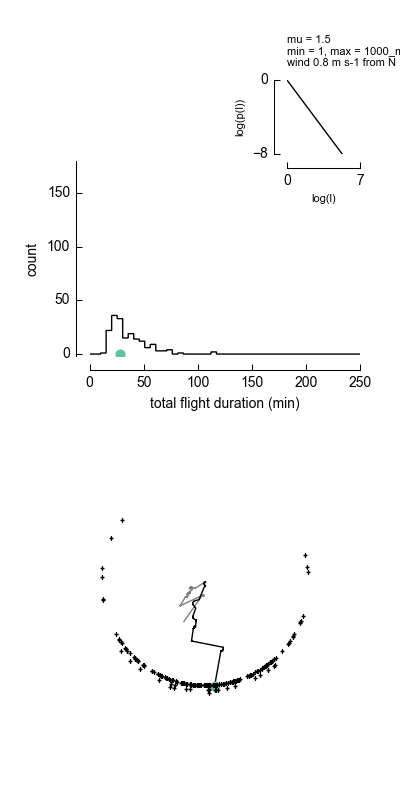 mu = 1.5
min = 1, max = 1000_m
wind 0.8 m s-1 from N
0
-8
log(p(l))
0 7
log(l)
150
100
50
0
count
0 50 100 150 200 250
total flight duration (min)